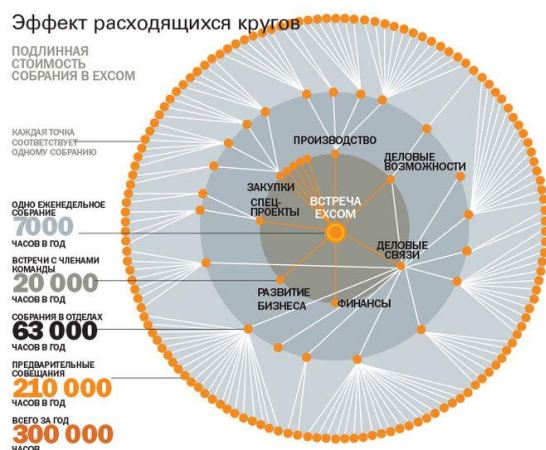 Эффект расходящихся кругов
ПОДЛИННАЯ
СТОИМОСТЬ
СОБРАНИЯ В EXCOM
КАЖДАЯ ТОЧКА
СООТВЕТСТВУЕТ
ОДНОМУ СОБРАНИЮ
ОДНО ЕЖЕНЕДЕЛЬНОЕ
СОБРАНИЕ
7000
ЧАСОВ В ГОД
ВСТРЕЧИ С ЧЛЕНАМИ
КОМАНДЫ
20 000
ЧАСОВ В ГОД
СОБРАНИЯ В ОТДЕЛАХ
63 000
ЧАСОВ В ГОД
ПРЕДВАРИТЕЛЬНЫЕ
СОВЕЩАНИЯ
210 000
ЧАСОВ В ГОД
ВСЕГО ЗА ГОД
300 000
ЧАСОВ
ПРОИЗВОДСТВО
ДЕЛОВЫЕ
ВОЗМОЖНОСТИ
ЗАКУПКИ
СПЕЦ-
ПРОЕКТЫ
ВСТРЕЧА
EXCOM
ДЕЛОВЫЕ
СВЯЗИ
РАЗВИТИЕ
БИЗНЕСА
ФИНАНСЫ